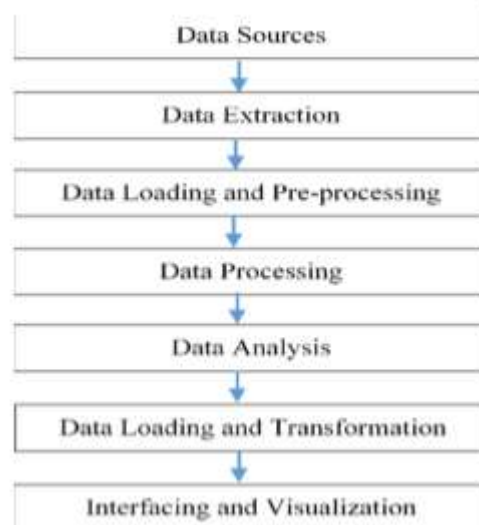 Data Sources
Data Extraction
Data Loading and Pre-processing
Data Processing
Data Analysis
Data Loading and Transformation
Interfacing and Visualization